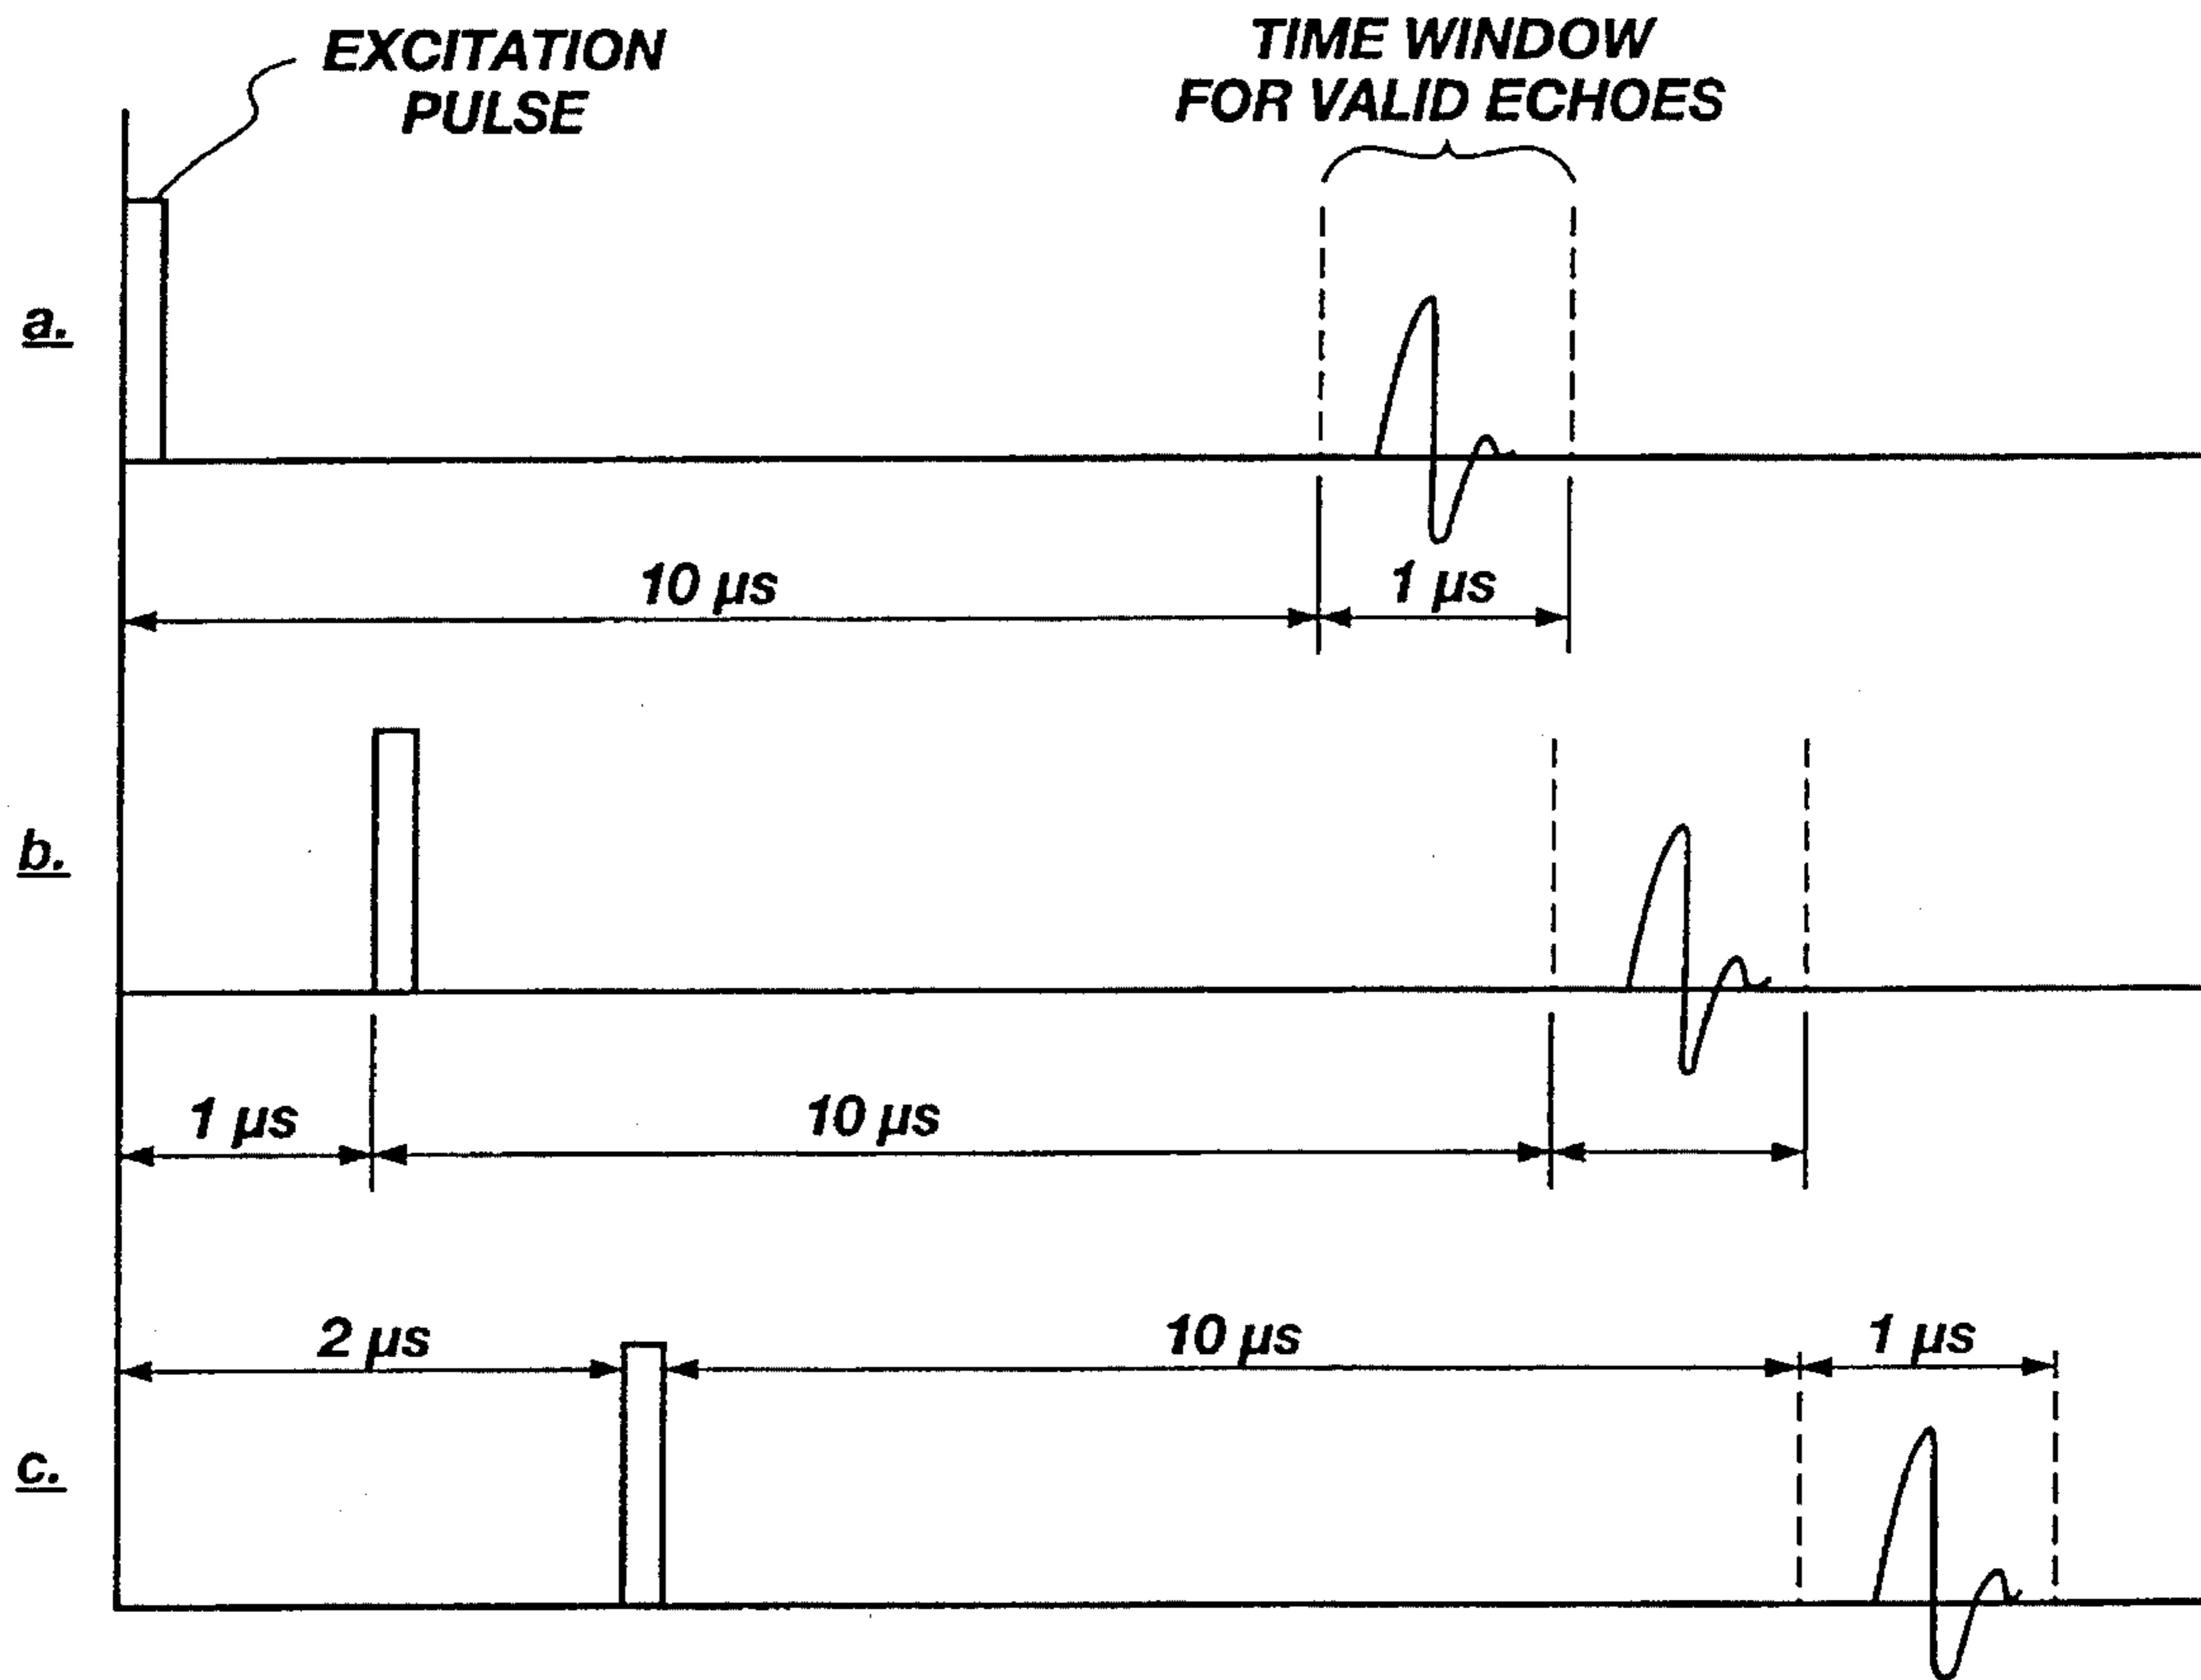 EXCITATION
PULSE
TIME WINDOW
FOR VALID ECHOES
a.
10 µs
1 µs
b.
1 µs
10 µs
2 µs
10 µs
1 µs
c.